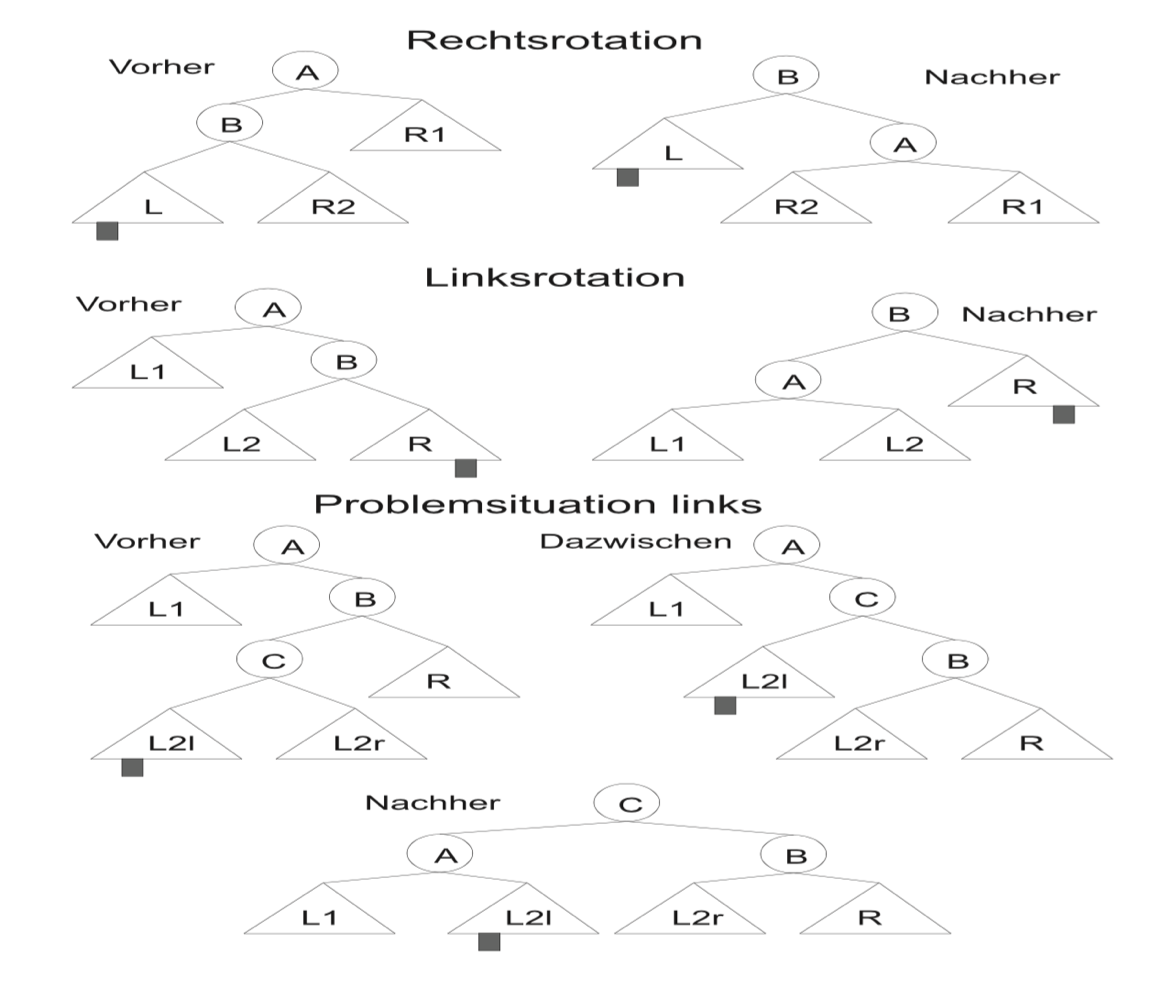 Rechtsrotation
Vorher A B Nachher
B R1 L A
L R2 R2 R1
Linksrotation
Vorher A B Nachher
L1 B A R
L2 R L1 L2
Problemsituation links
Vorher A Dazwischen A
L1 B L1 C
C R L2l B
L2l L2r L2r R
Nachher C
A B
L1 L2l L2r R